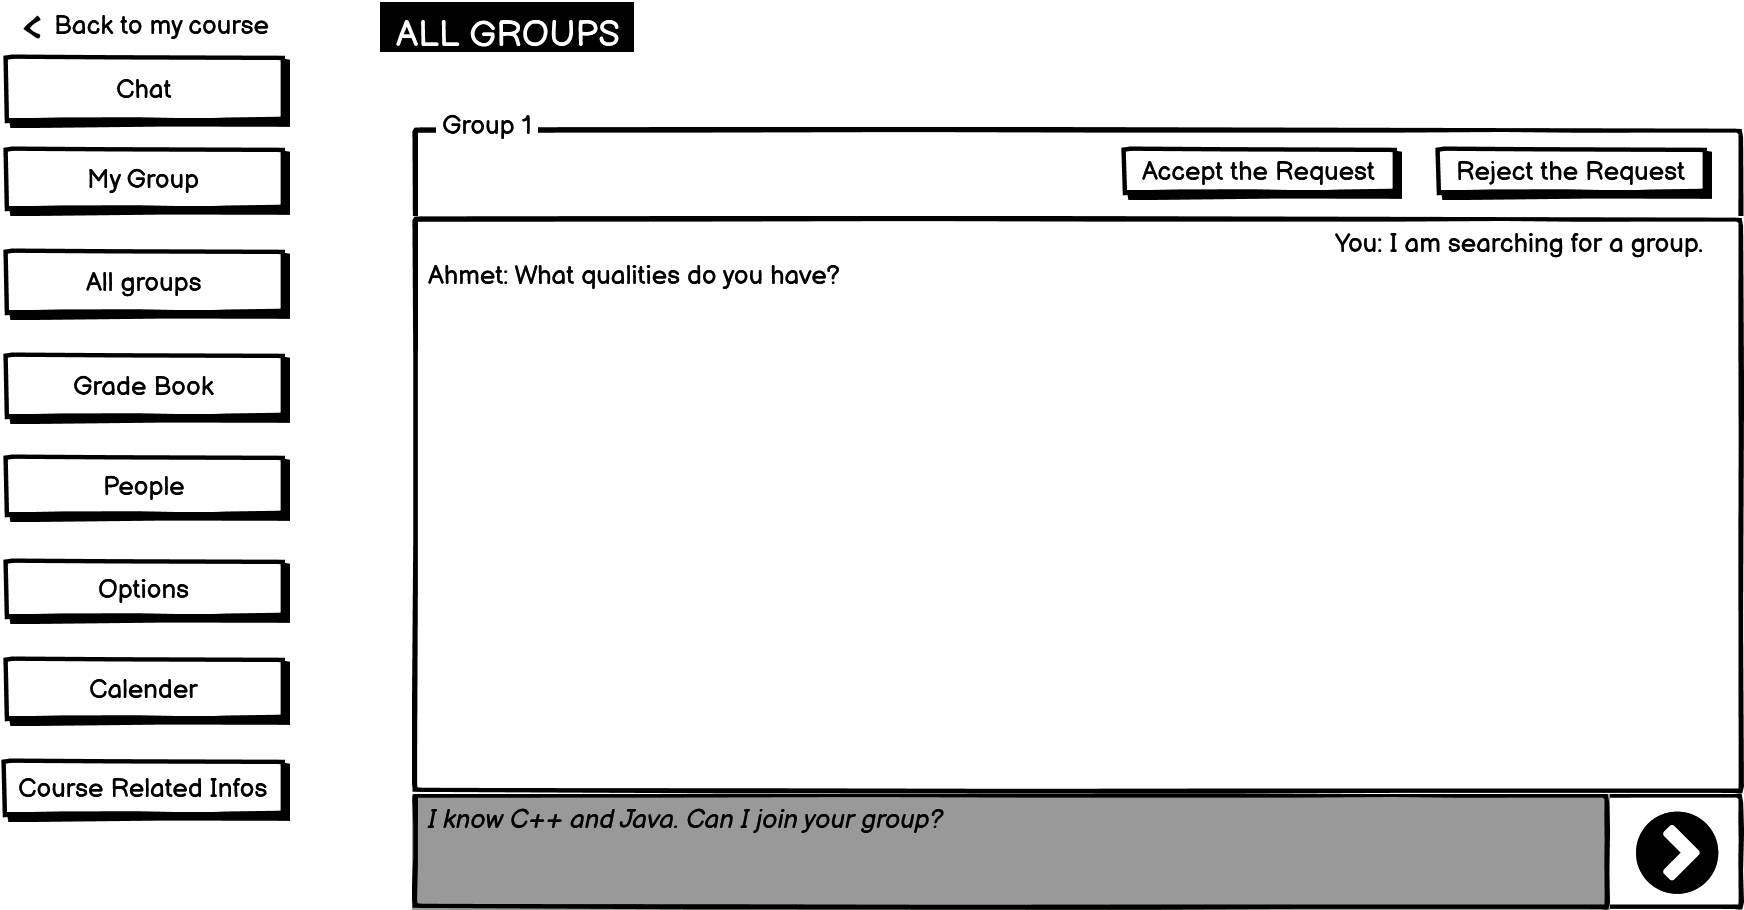 Back to my course
Chat
My Group
All groups
Grade Book
People
Options
Calender
Course Related Infos
ALL GROUPS
Group 1
Accept the Request
Reject the Request
You: I am searching for a group.
Ahmet: What qualities do you have?
I know C++ and Java. Can I join your group?